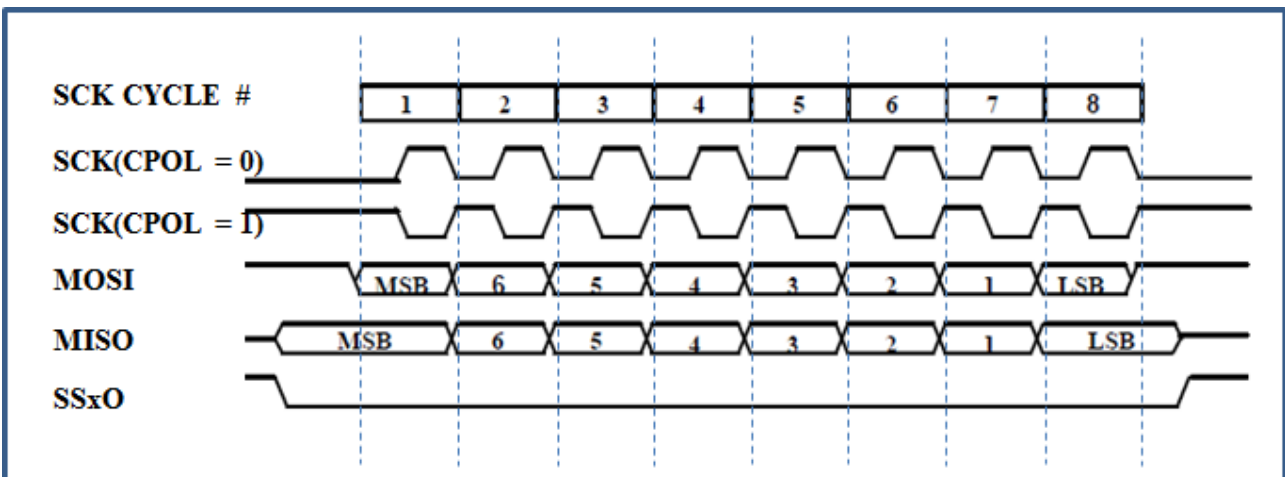 SCK CYCLE # 1 2 3 4 5 6 7 8
SCK(CPOL = 0)
SCK(CPOL = 1)
MOSI MSB 6 5 4 3 2 1 LSB
MISO MSB 6 5 4 3 2 1 LSB
SSxO